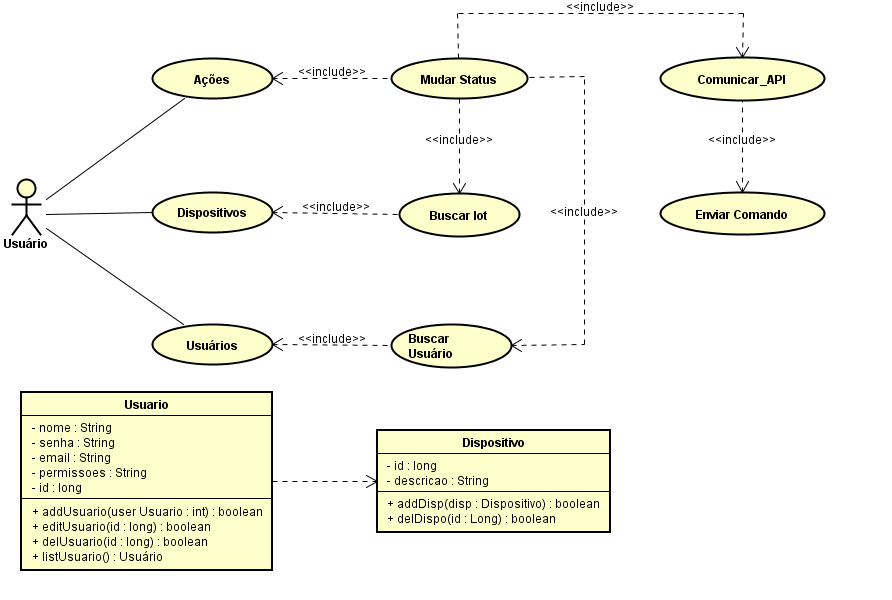 <<include>>
Ações
<<include>>
Mudar Status
Comunicar_API
<<include>>
<<include>>
Dispositivos
<<include>>
Buscar Iot
<<include>>
Enviar Comando
Usuário
Usuários
<<include>>
Buscar
Usuário
Usuario
- nome : String
- senha : String
- email : String
- permissoes : String
- id : long
+ addUsuario(user Usuario : int) : boolean
+ editUsuario(id : long) : boolean
+ delUsuario(id : long) : boolean
+ listUsuario() : Usuário
Dispositivo
- id : long
- descricao : String
+ addDisp(disp : Dispositivo) : boolean
+ delDispo(id : Long) : boolean